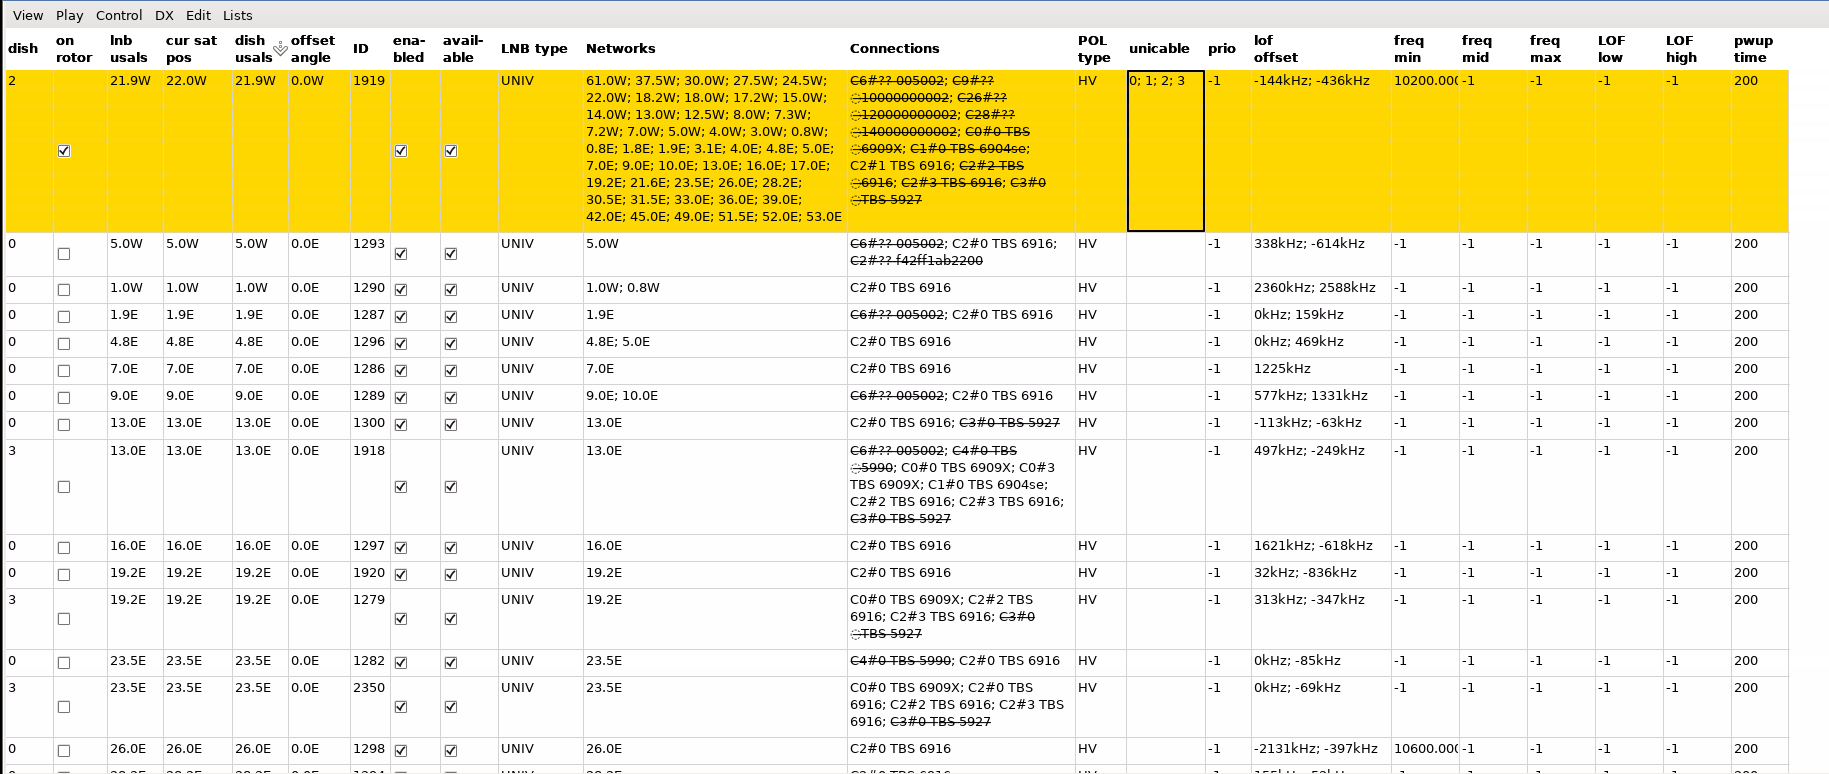 View Play Control DX Edit Lists
dish on rotor lnb usals cur sat pos dish usals offset angle ID ena-bled avail-able LNB type Networks Connections POL type unicable prio lof offset freq min freq mid freq max LOF low LOF high pwup time
2 21.9W 22.0W 21.9W 0.0W 1919 UNIV 61.0W; 37.5W; 30.0W; 27.5W; 24.5W; C6#?? 005002; C9#?? HV 0; 1; 2; 3 -1 -144kHz; -436kHz 10200.000 -1 -1 -1 -1 200
22.0W; 18.2W; 18.0W; 17.2W; 15.0W; 10000000002; C26#??
14.0W; 13.0W; 12.5W; 8.0W; 7.3W; 120000000002; C28#??
7.2W; 7.0W; 5.0W; 4.0W; 3.0W; 0.8W; 140000000002; C0#0 TBS
0.8E; 1.8E; 1.9E; 3.1E; 4.0E; 4.8E; 5.0E; 6909X; C1#0 TBS 6904se;
7.0E; 9.0E; 10.0E; 13.0E; 16.0E; 17.0E; C2#1 TBS 6916; C2#2 TBS
19.2E; 21.6E; 23.5E; 26.0E; 28.2E; 6916; C2#3 TBS 6916; C3#0
30.5E; 31.5E; 33.0E; 36.0E; 39.0E; TBS 5927
42.0E; 45.0E; 49.0E; 51.5E; 52.0E; 53.0E
0 5.0W 5.0W 5.0W 0.0E 1293 UNIV 5.0W C6#?? 005002; C2#0 TBS 6916; HV -1 338kHz; -614kHz -1 -1 -1 -1 -1 200
C2#?? f42ff1ab2200
0 1.0W 1.0W 1.0W 0.0E 1290 UNIV 1.0W; 0.8W C2#0 TBS 6916 HV -1 2360kHz; 2588kHz -1 -1 -1 -1 -1 200
0 1.9E 1.9E 1.9E 0.0E 1287 UNIV 1.9E C6#?? 005002; C2#0 TBS 6916 HV -1 0kHz; 159kHz -1 -1 -1 -1 -1 200
0 4.8E 4.8E 4.8E 0.0E 1296 UNIV 4.8E; 5.0E C2#0 TBS 6916 HV -1 0kHz; 469kHz -1 -1 -1 -1 -1 200
0 7.0E 7.0E 7.0E 0.0E 1286 UNIV 7.0E C2#0 TBS 6916 HV -1 1225kHz -1 -1 -1 -1 -1 200
0 9.0E 9.0E 9.0E 0.0E 1289 UNIV 9.0E; 10.0E C6#?? 005002; C2#0 TBS 6916 HV -1 577kHz; 1331kHz -1 -1 -1 -1 -1 200
0 13.0E 13.0E 13.0E 0.0E 1300 UNIV 13.0E C2#0 TBS 6916; C3#0 TBS 5927 HV -1 -113kHz; -63kHz -1 -1 -1 -1 -1 200
3 13.0E 13.0E 13.0E 0.0E 1918 UNIV 13.0E C6#?? 005002; C4#0 TBS HV -1 497kHz; -249kHz -1 -1 -1 -1 -1 200
5990; C0#0 TBS 6909X; C0#3
TBS 6909X; C1#0 TBS 6904se;
C2#2 TBS 6916; C2#3 TBS 6916;
C3#0 TBS 5927
0 16.0E 16.0E 16.0E 0.0E 1297 UNIV 16.0E C2#0 TBS 6916 HV -1 1621kHz; -618kHz -1 -1 -1 -1 -1 200
0 19.2E 19.2E 19.2E 0.0E 1920 UNIV 19.2E C2#0 TBS 6916 HV -1 32kHz; -836kHz -1 -1 -1 -1 -1 200
3 19.2E 19.2E 19.2E 0.0E 1279 UNIV 19.2E C0#0 TBS 6909X; C2#2 TBS HV -1 313kHz; -347kHz -1 -1 -1 -1 -1 200
6916; C2#3 TBS 6916; C3#0
TBS 5927
0 23.5E 23.5E 23.5E 0.0E 1282 UNIV 23.5E C4#0 TBS 5990; C2#0 TBS 6916 HV -1 0kHz; -85kHz -1 -1 -1 -1 -1 200
3 23.5E 23.5E 23.5E 0.0E 2350 UNIV 23.5E C0#0 TBS 6909X; C2#0 TBS HV -1 0kHz; -69kHz -1 -1 -1 -1 -1 200
6916; C2#2 TBS 6916; C2#3 TBS
6916; C3#0 TBS 5927
0 26.0E 26.0E 26.0E 0.0E 1298 UNIV 26.0E C2#0 TBS 6916 HV -1 -2131kHz; -397kHz 10600.000 -1 -1 -1 -1 200